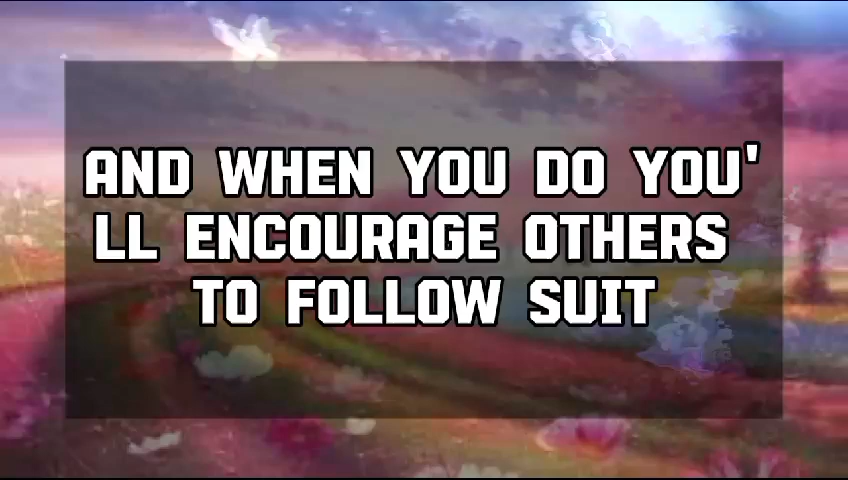 AND WHEN YOU DO YOU'
LL ENCOURAGE OTHERS
TO FOLLOW SUIT